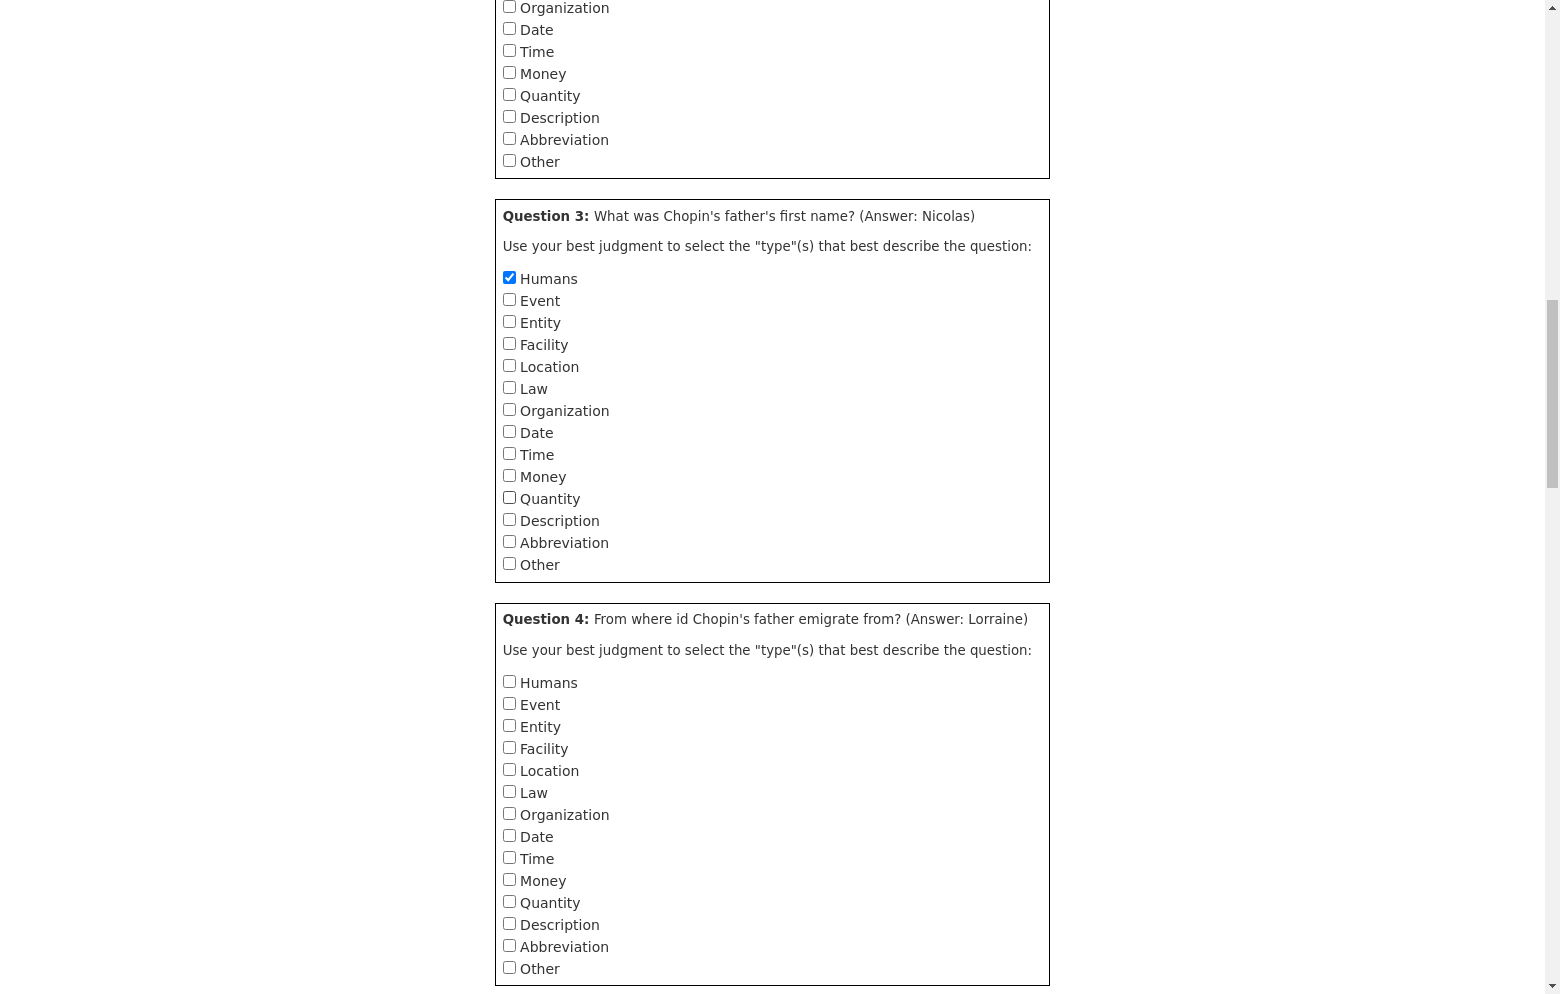 Organization
Date
Time
Money
Quantity
Description
Abbreviation
Other
Question 3: What was Chopin's father's first name? (Answer: Nicolas)
Use your best judgment to select the "type"(s) that best describe the question:
Humans
Event
Entity
Facility
Location
Law
Organization
Date
Time
Money
Quantity
Description
Abbreviation
Other
Question 4: From where id Chopin's father emigrate from? (Answer: Lorraine)
Use your best judgment to select the "type"(s) that best describe the question:
Humans
Event
Entity
Facility
Location
Law
Organization
Date
Time
Money
Quantity
Description
Abbreviation
Other